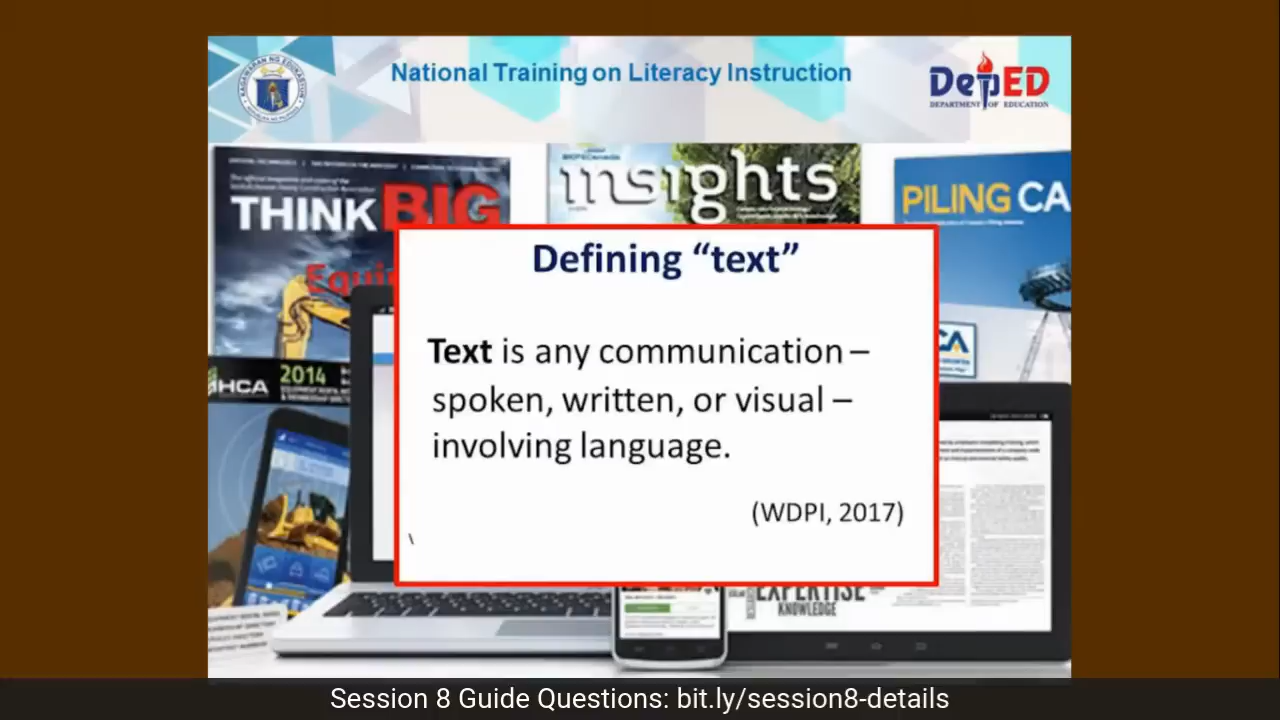 National Training on Literacy Instruction
DepED
DEPARTMENT OF EDUCATION
THINK BIG
insights
PILING CA
Defining “text”
Text is any communication –
spoken, written, or visual –
involving language.
(WDPI, 2017)
\
HCA
2014
EXPERTISE
KNOWLEDGE
Session 8 Guide Questions: bit.ly/session8-details